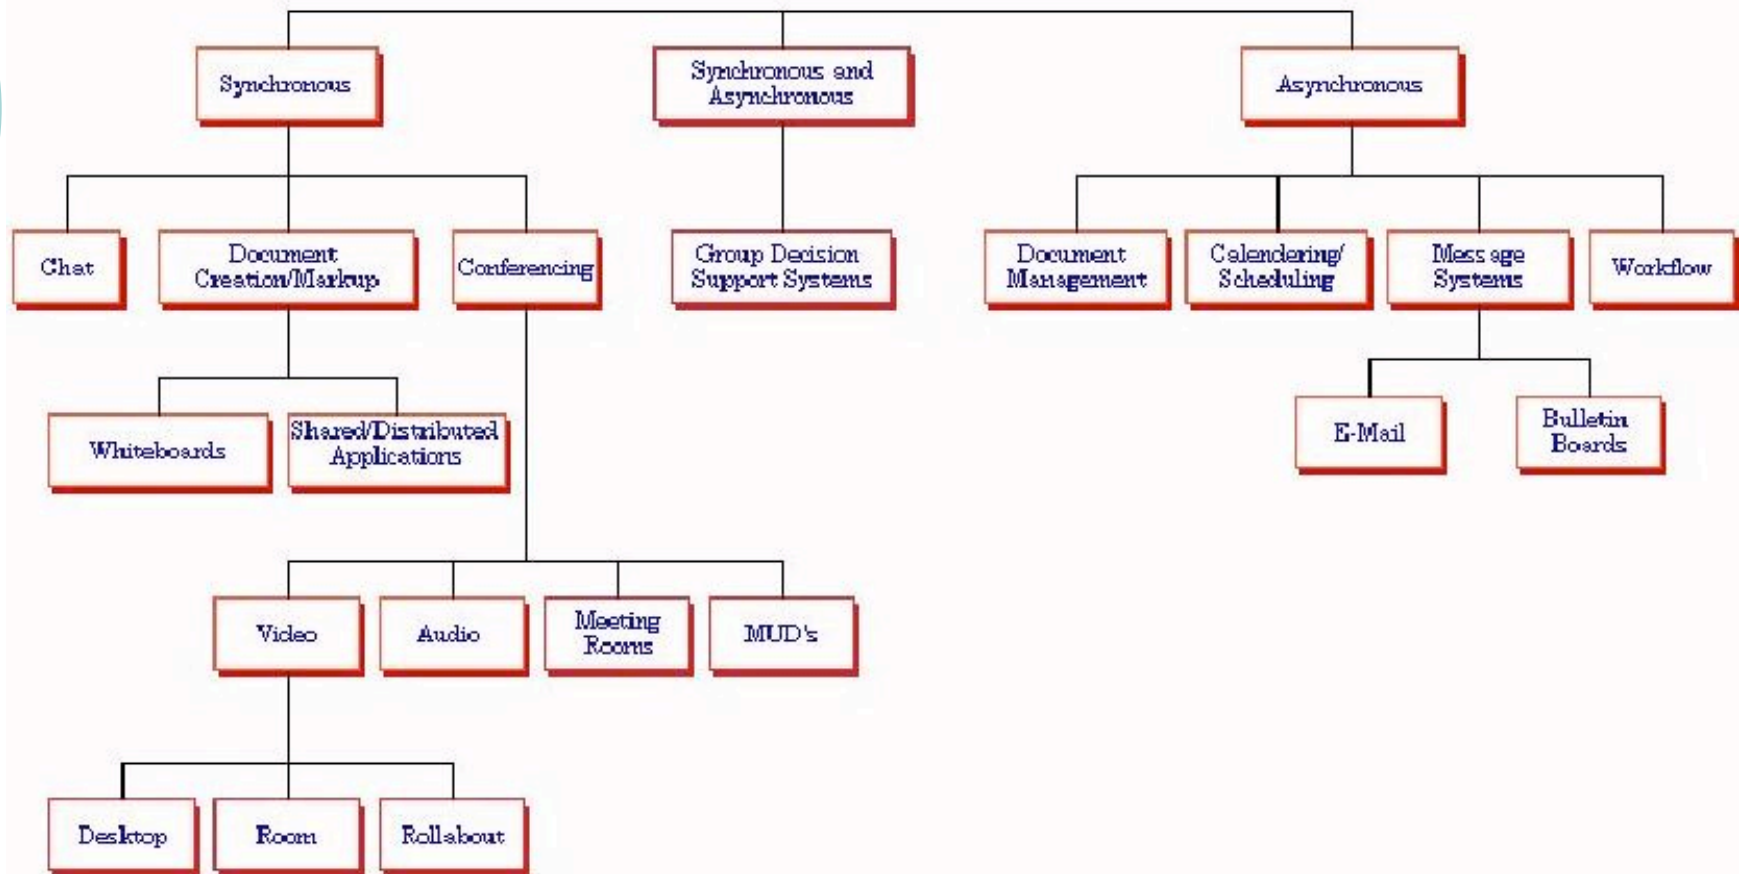 Synchronous
Synchronous and
Asynchronous
Asynchronous
Chat
Document
Creation/Markup
Conferencing
Group Decision
Support Systems
Document
Management
Calendering/
Scheduling
Message
Systems
Workflow
Whiteboards
Shared/Distributed
Applications
E-Mail
Bulletin
Boards
Video
Audio
Meeting
Rooms
MUD's
Desktop
Room
Rollabout